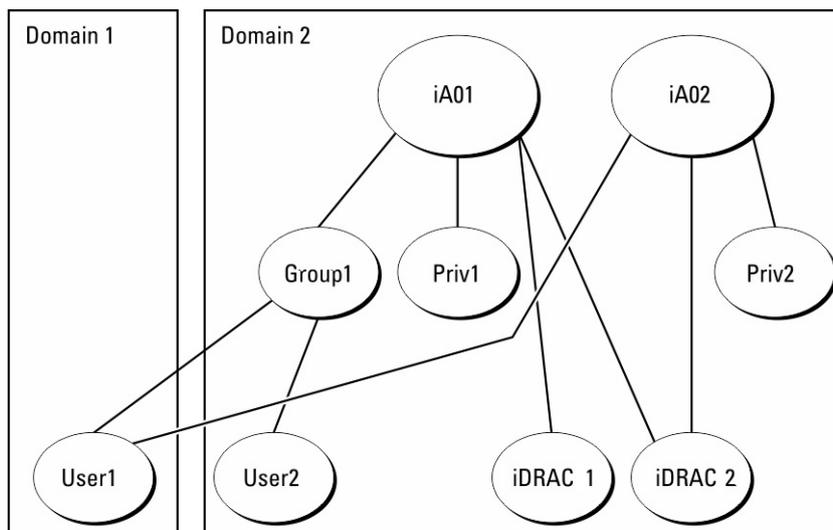 Domain 1
Domain 2
iA01
iA02
Group1
Priv1
Priv2
User1
User2
iDRAC 1
iDRAC 2